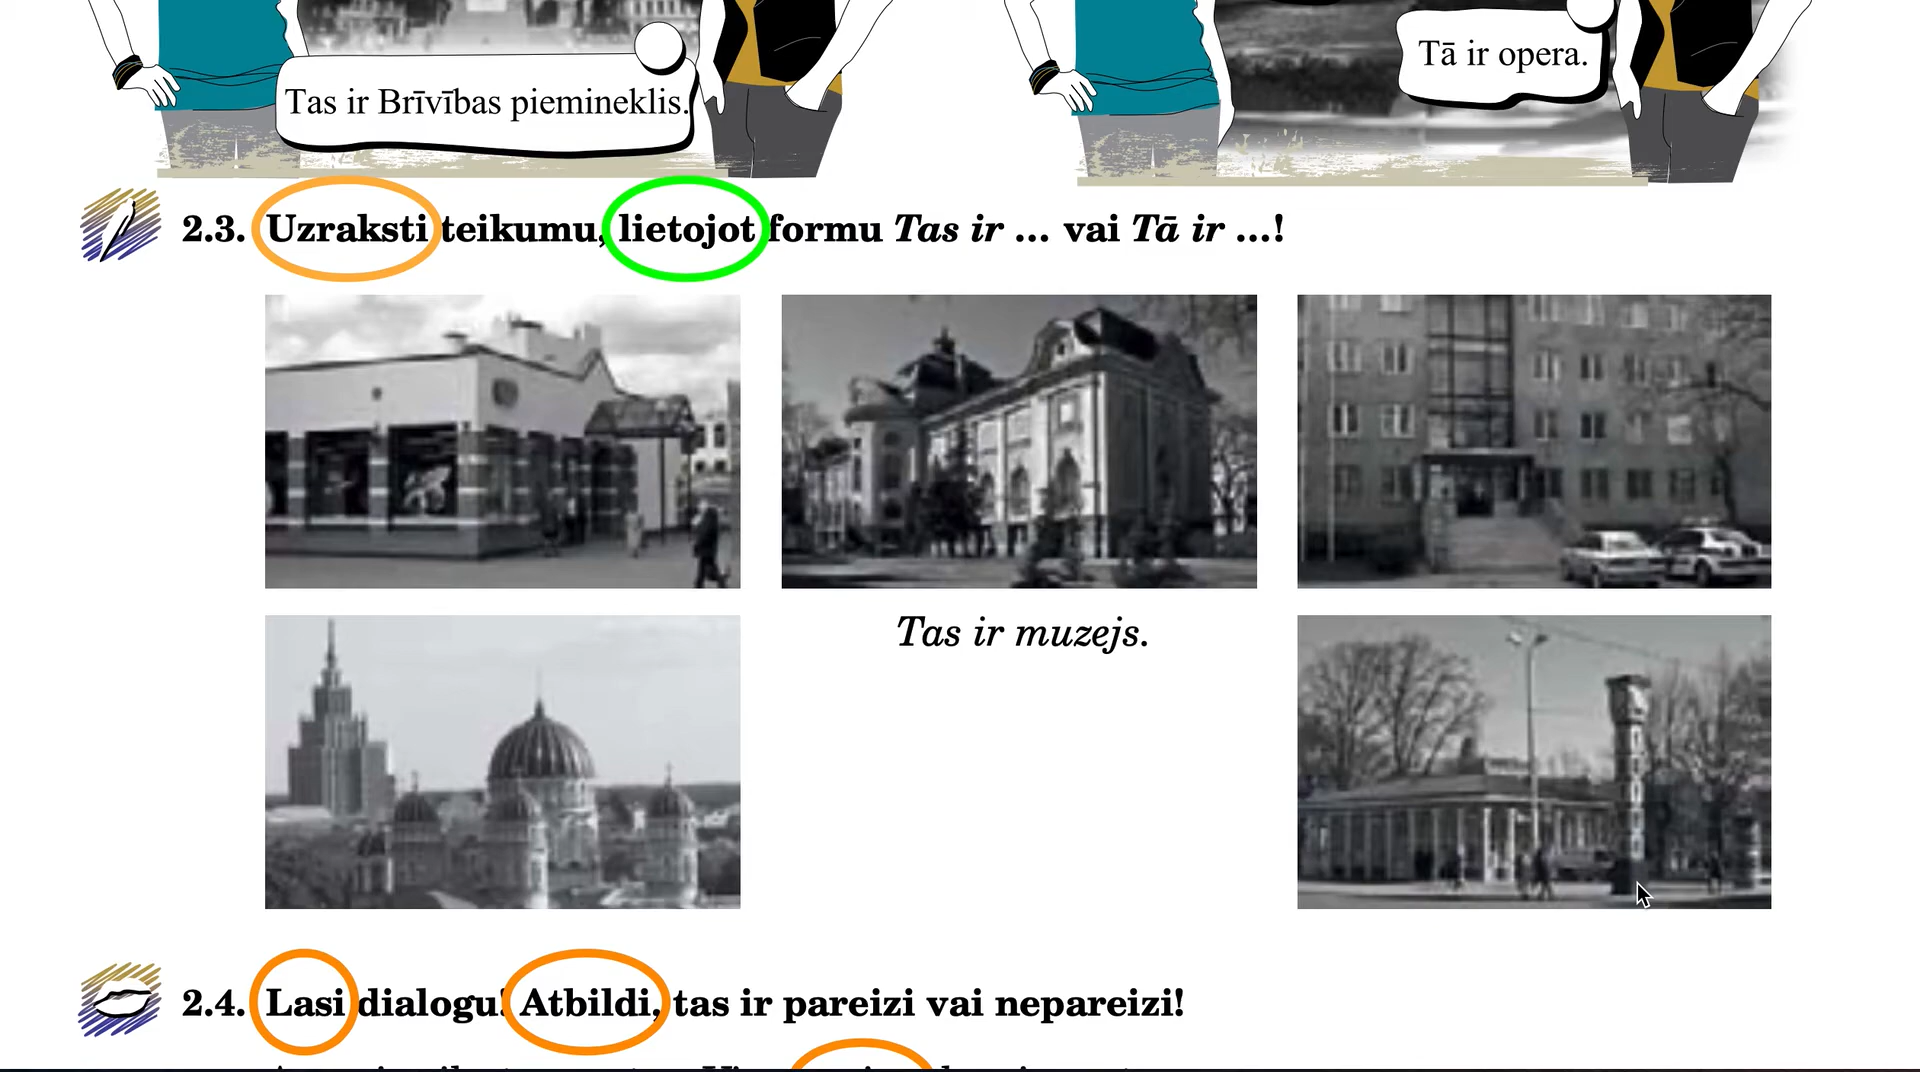 Tas ir Brīvības piemineklis.
Tā ir opera.
2.3. Uzraksti teikumu, lietojot formu Tas ir ... vai Tā ir ...!
Tas ir muzejs.
2.4. Lasi dialogu! Atbildi, tas ir pareizi vai nepareizi!